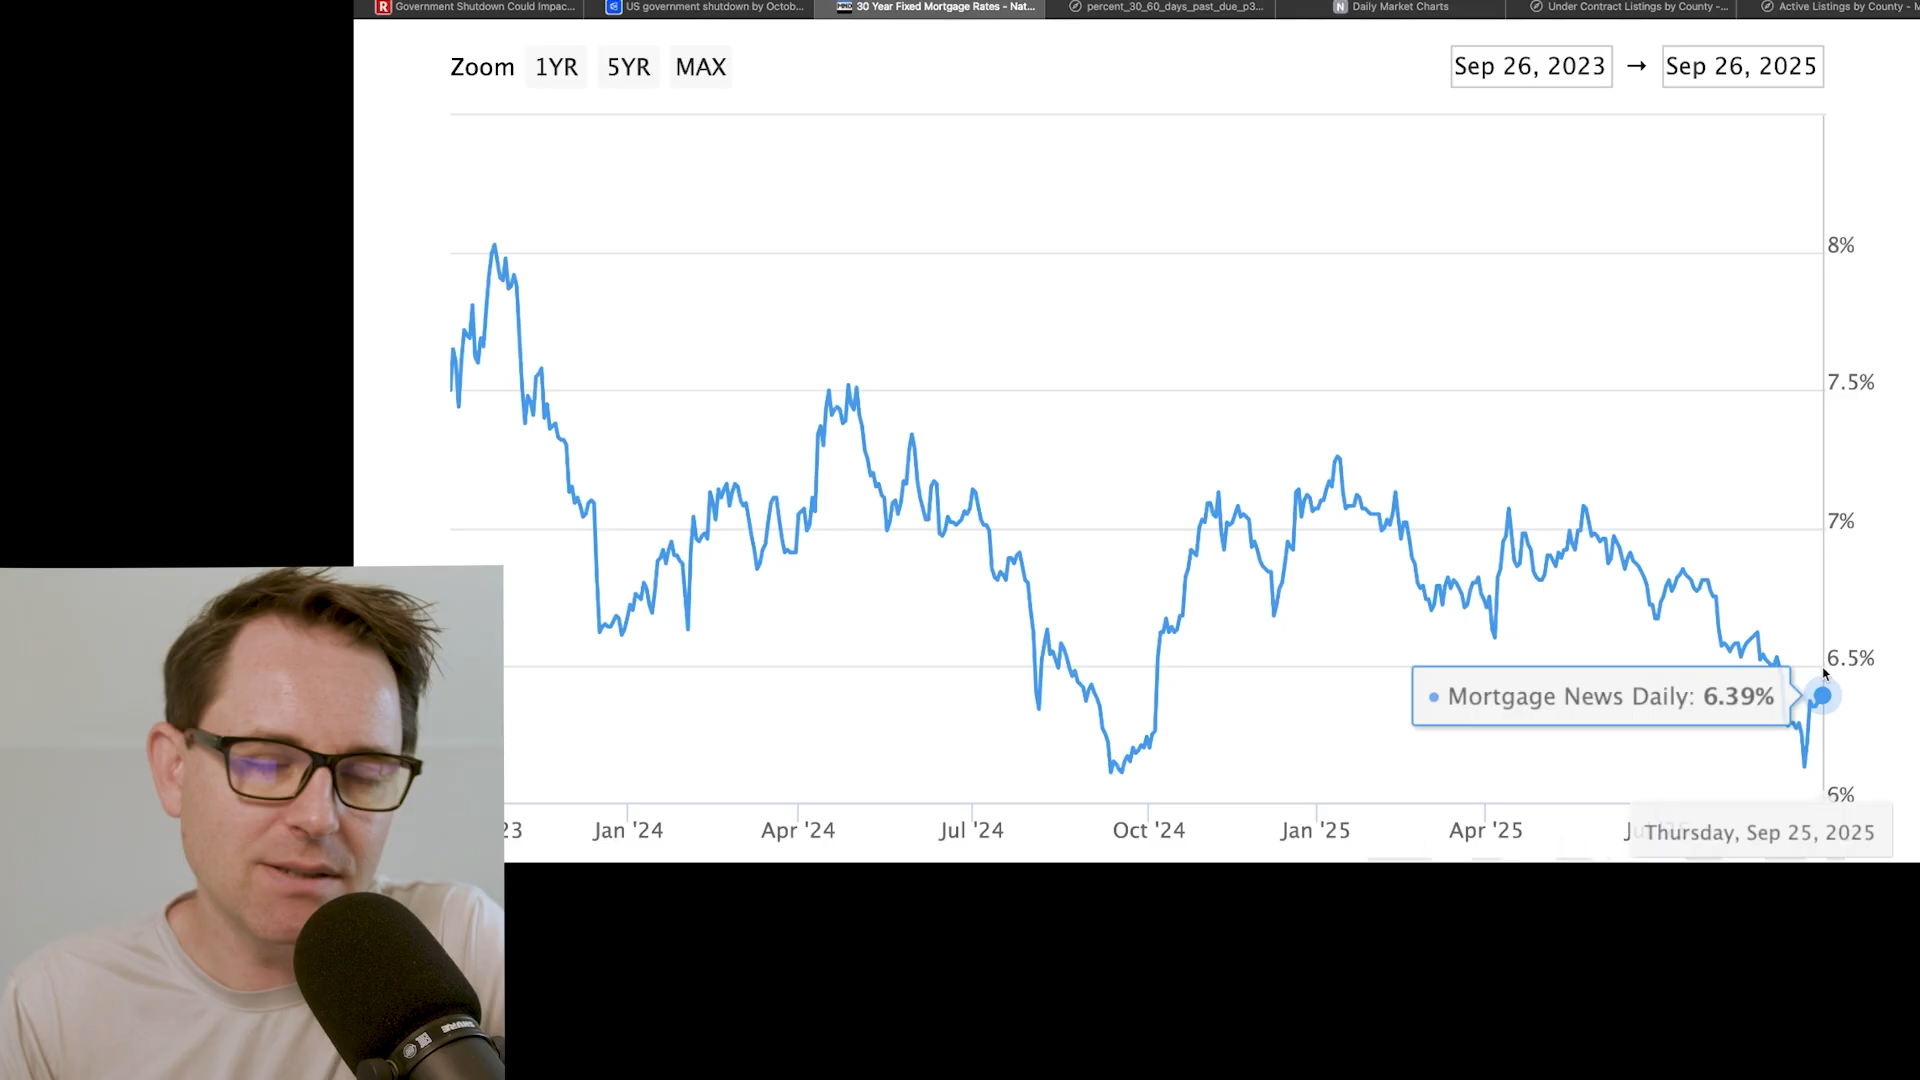 Government Shutdown Could Impac...
US government shutdown by Octob...
30 Year Fixed Mortgage Rates - Nat...
percent_30_60_days_past_due_p3...
Daily Market Charts
Under Contract Listings by County -...
Active Listings by County - M
Zoom 1YR 5YR MAX
Sep 26, 2023 → Sep 26, 2025
8%
7.5%
7%
6.5%
Mortgage News Daily: 6.39%
6%
23 Jan '24 Apr '24 Jul '24 Oct '24 Jan '25 Apr '25
Thursday, Sep 25, 2025
SHURE